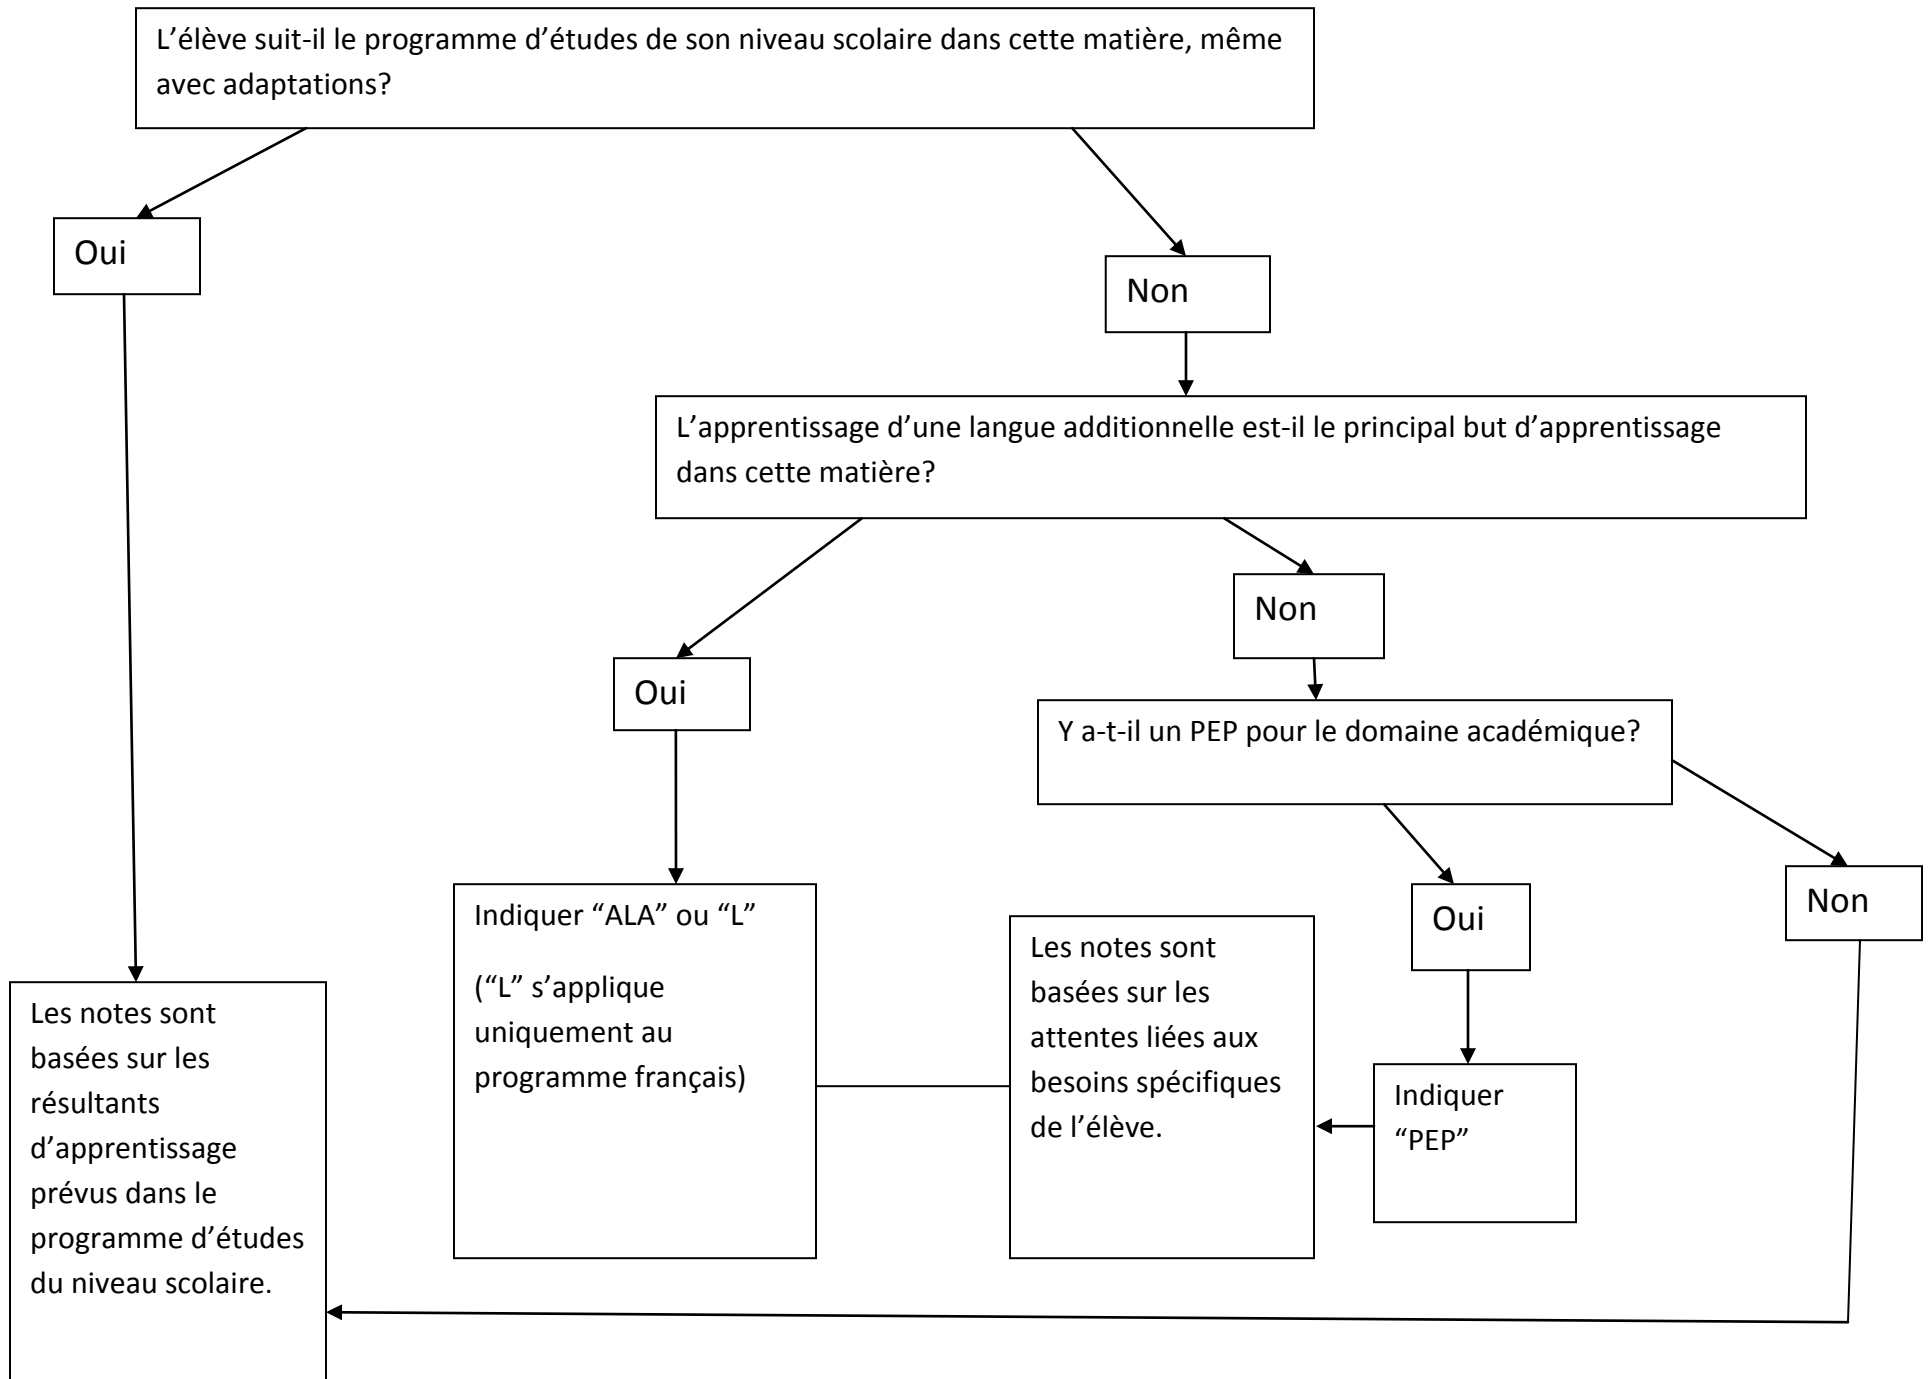 L’élève suit-il le programme d’études de son niveau scolaire dans cette matière, même
avec adaptations?
Oui
Non
L’apprentissage d’une langue additionnelle est-il le principal but d’apprentissage
dans cette matière?
Non
Oui
Y a-t-il un PEP pour le domaine académique?
Non
Oui
Indiquer “ALA” ou “L”
(“L” s’applique
uniquement au
programme français)
Les notes sont
basées sur les
attentes liées aux
besoins spécifiques
de l’élève.
Indiquer
“PEP”
Les notes sont
basées sur les
résultants
d’apprentissage
prévus dans le
programme d’études
du niveau scolaire.